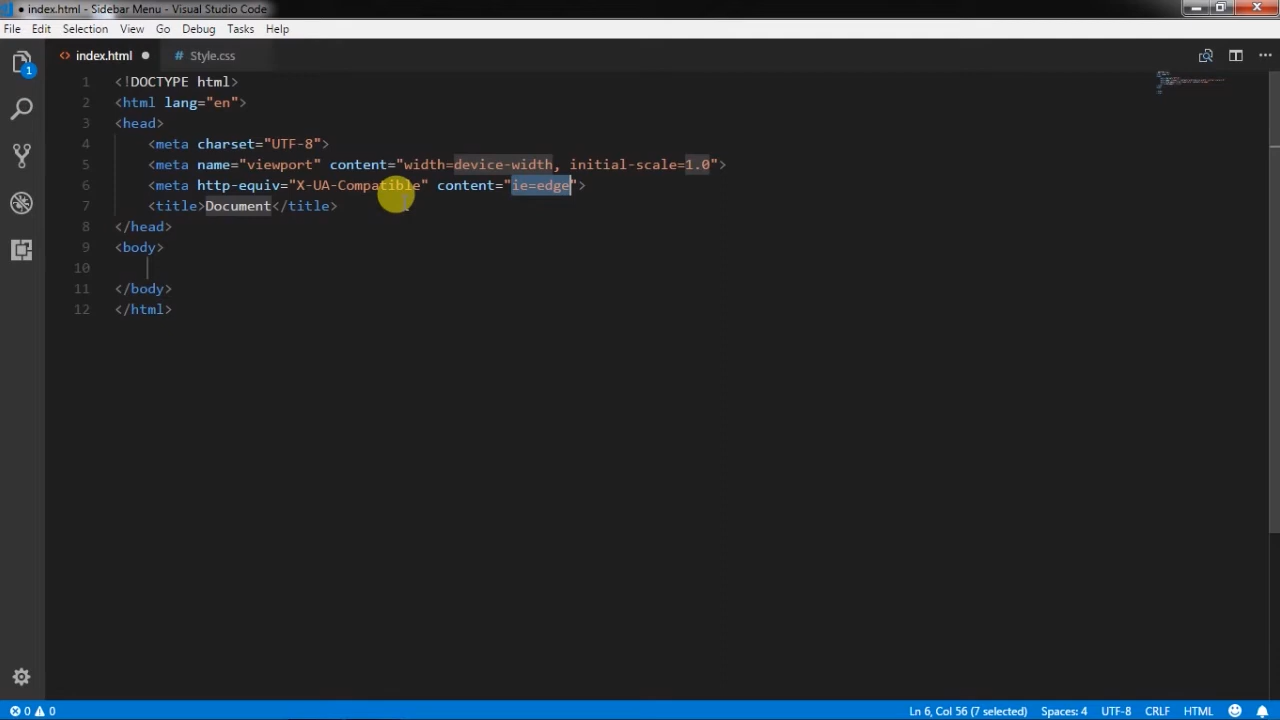 ● index.html - Sidebar Menu - Visual Studio Code
File Edit Selection View Go Debug Tasks Help
index.html ● # Style.css
1 <!DOCTYPE html>
2 <html lang="en">
3 <head>
4 <meta charset="UTF-8">
5 <meta name="viewport" content="width=device-width, initial-scale=1.0">
6 <meta http-equiv="X-UA-Compatible" content="ie=edge">
7 <title>Document</title>
8 </head>
9 <body>
10
11 </body>
12 </html>
1
0 0 Ln 6, Col 56 (7 selected) Spaces: 4 UTF-8 CRLF HTML